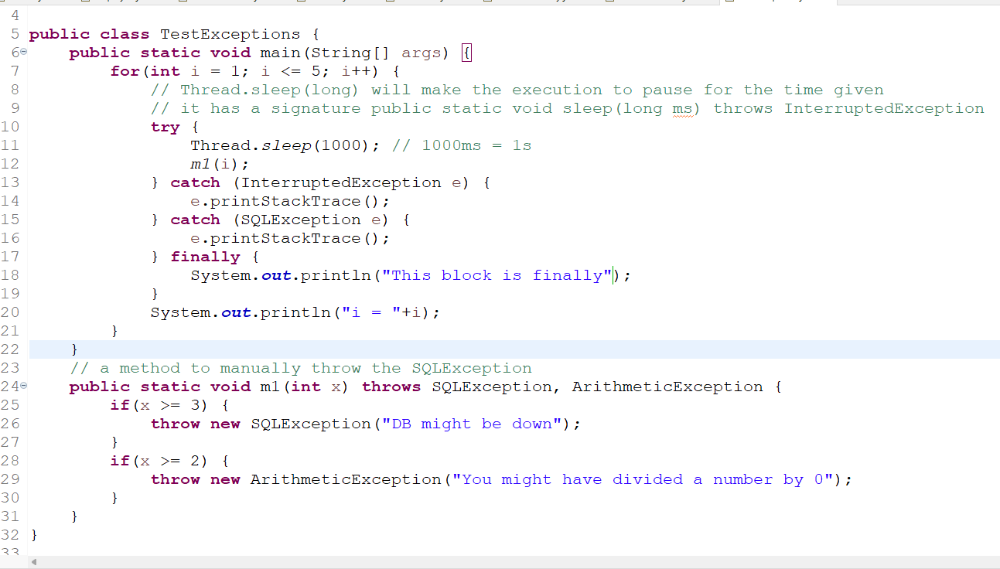 4
5 public class TestExceptions {
6 public static void main(String[] args) {
7 for(int i = 1; i <= 5; i++) {
8 // Thread.sleep(long) will make the execution to pause for the time given
9 // it has a signature public static void sleep(long ms) throws InterruptedException
10 try {
11 Thread.sleep(1000); // 1000ms = 1s
12 m1(i);
13 } catch (InterruptedException e) {
14 e.printStackTrace();
15 } catch (SQLException e) {
16 e.printStackTrace();
17 } finally {
18 System.out.println("This block is finally");
19 }
20 System.out.println("i = "+i);
21 }
22 }
23 // a method to manually throw the SQLException
24 public static void m1(int x) throws SQLException, ArithmeticException {
25 if(x >= 3) {
26 throw new SQLException("DB might be down");
27 }
28 if(x >= 2) {
29 throw new ArithmeticException("You might have divided a number by 0");
30 }
31 }
32 }
33